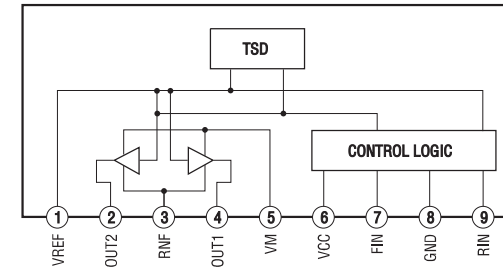 TSD
CONTROL LOGIC
1 2 3 4 5 6 7 8 9
VREF OUT2 RNF OUT1 VM VCC FIN GND RIN